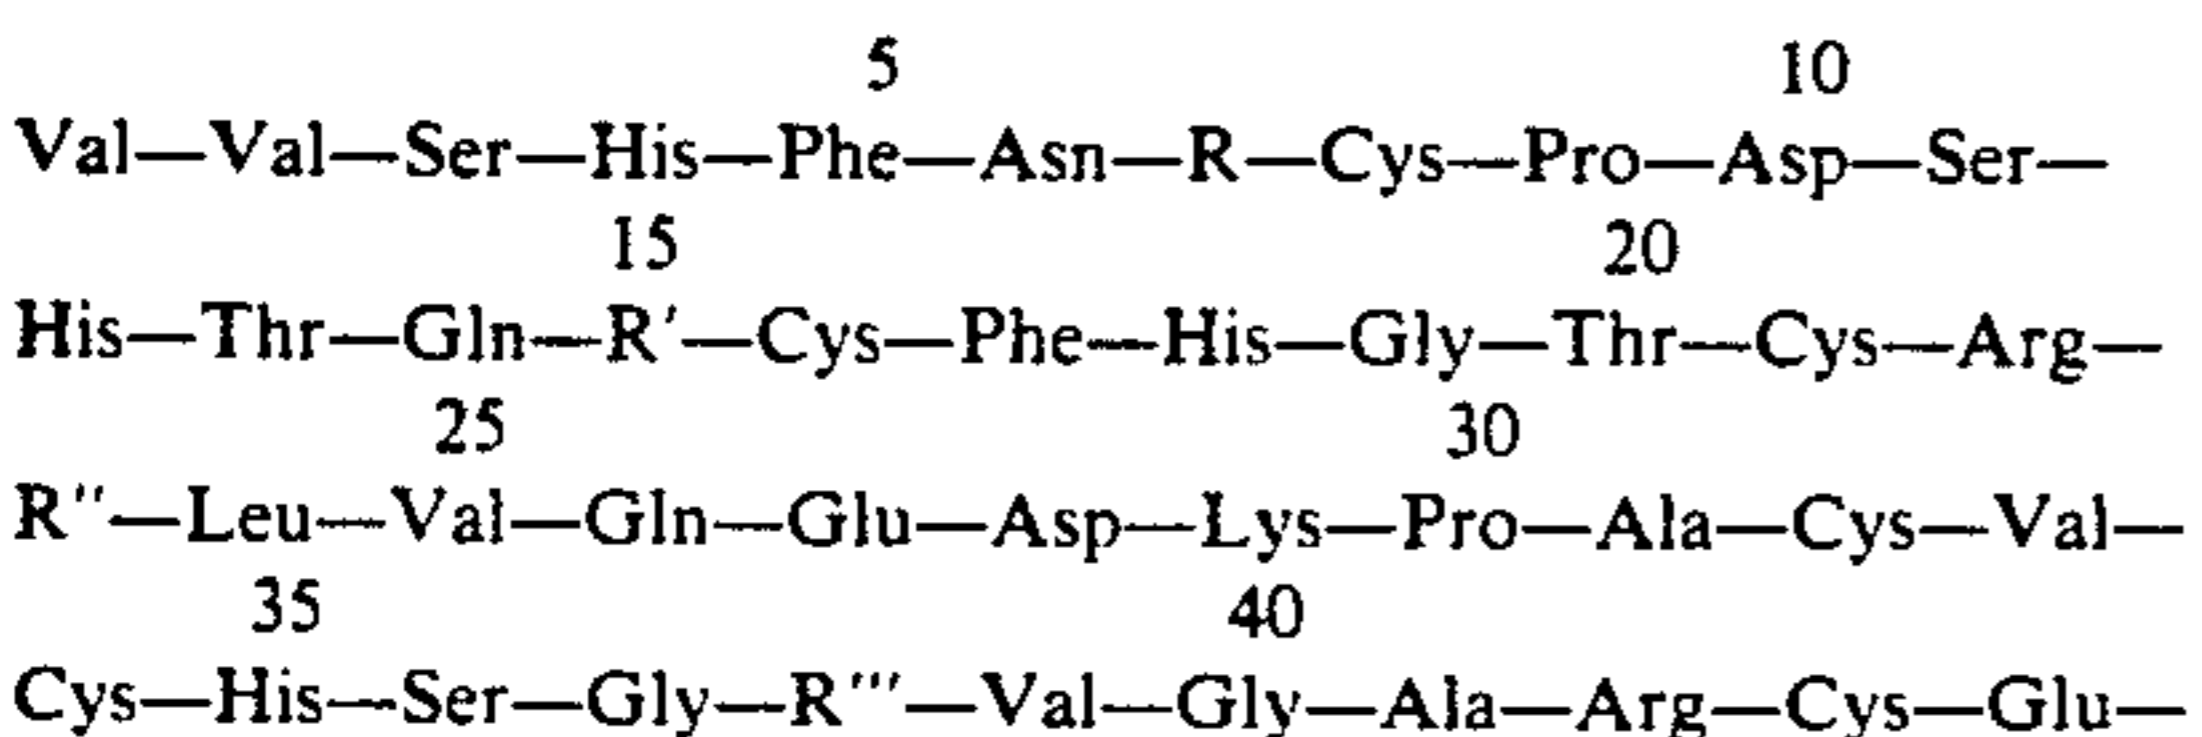 5 10
Val—Val—Ser—His—Phe—Asn—R—Cys—Pro—Asp—Ser—
15 20
His—Thr—Gln—R′—Cys—Phe—His—Gly—Thr—Cys—Arg—
25 30
R″—Leu—Val—Gln—Glu—Asp—Lys—Pro—Ala—Cys—Val—
35 40
Cys—His—Ser—Gly—R‴—Val—Gly—Ala—Arg—Cys—Glu—